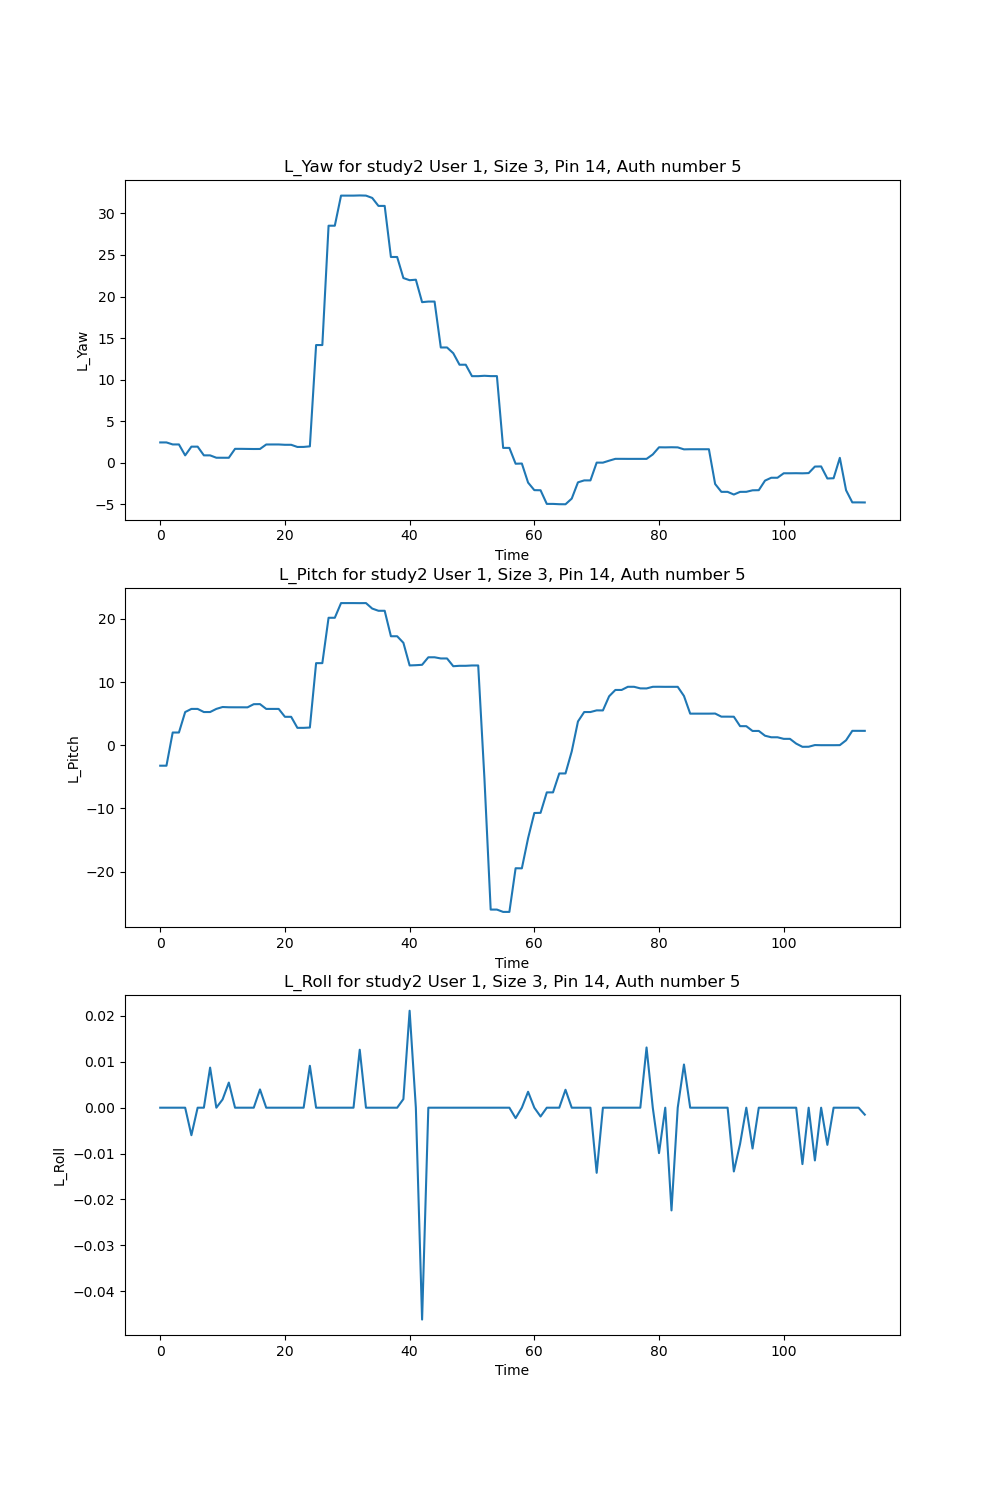 L_Yaw for study2 User 1, Size 3, Pin 14, Auth number 5
30
25
20
15
10
5
0
−5
L_Yaw
0 20 40 60 80 100
Time
L_Pitch for study2 User 1, Size 3, Pin 14, Auth number 5
20
10
0
−10
−20
L_Pitch
0 20 40 60 80 100
Time
L_Roll for study2 User 1, Size 3, Pin 14, Auth number 5
0.02
0.01
0.00
−0.01
−0.02
−0.03
−0.04
L_Roll
0 20 40 60 80 100
Time